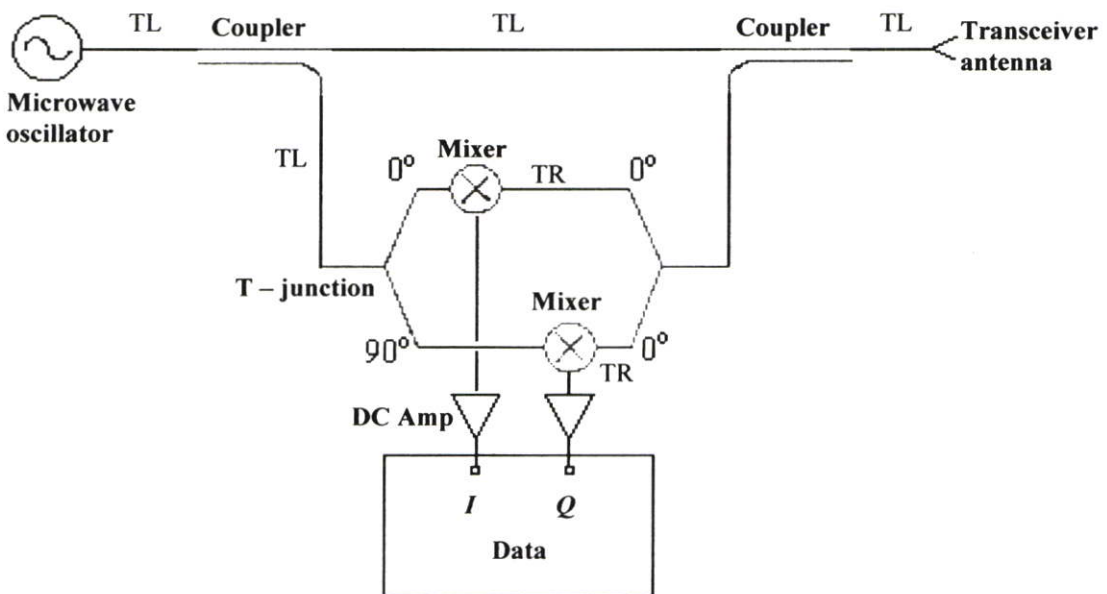 TL
Coupler
TL
Coupler
TL
Transceiver
antenna
Microwave
oscillator
TL
0°
Mixer
TR
0°
T – junction
Mixer
90°
0°
TR
DC Amp
I
Q
Data